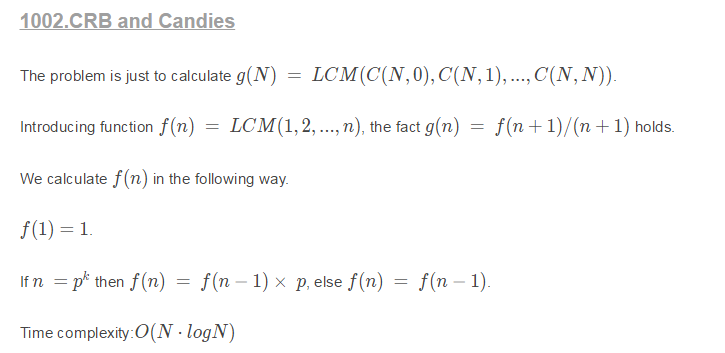 1002.CRB and Candies
The problem is just to calculate g(N) = LCM(C(N,0),C(N,1),...,C(N,N)).
Introducing function f(n) = LCM(1,2,...,n), the fact g(n) = f(n+1)/(n+1) holds.
We calculate f(n) in the following way.
f(1) = 1.
If n = p^k then f(n) = f(n−1) × p, else f(n) = f(n−1).
Time complexity:O(N⋅logN)